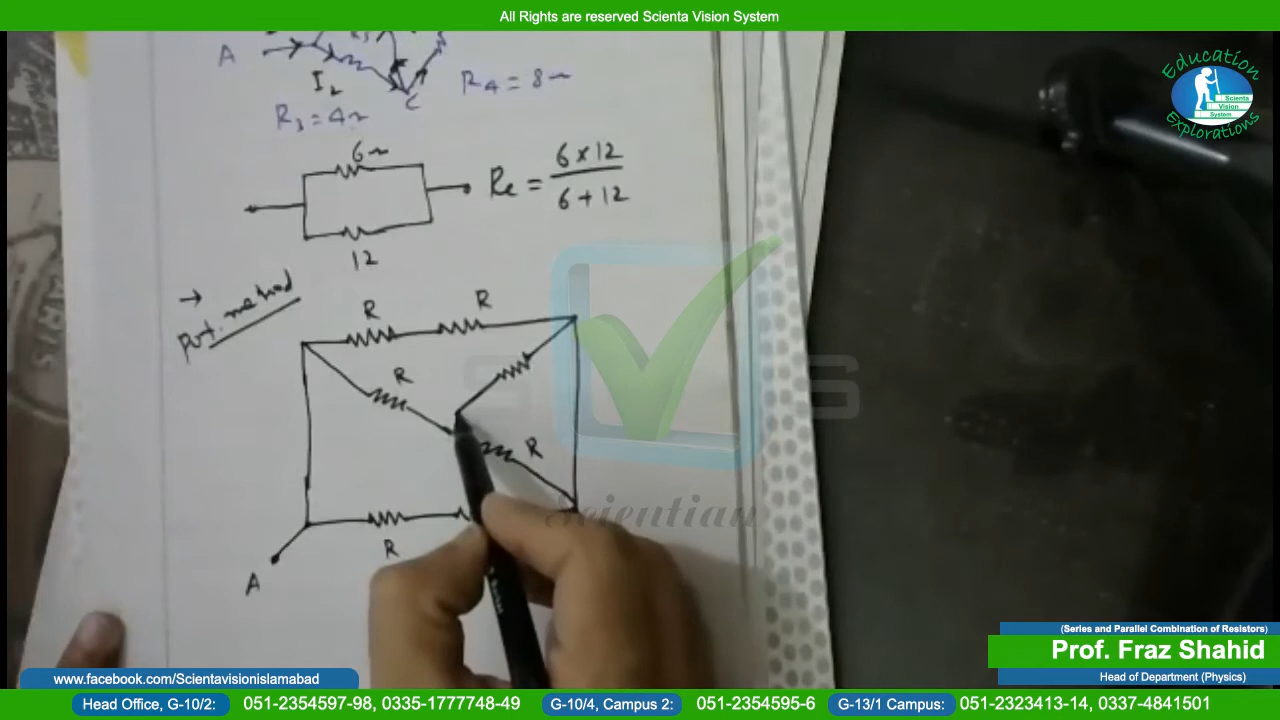 All Rights are reserved Scienta Vision System
Education
Scienta
Vision
System
Explorations
A
I2
C
R4 = 8Ω
R3 = 4Ω
6Ω
12
Re = 6 × 12 / 6 + 12
→ Pot. method
R
R
R
R
R
A
Scientian
(Series and Parallel Combination of Resistors)
Prof. Fraz Shahid
Head of Department (Physics)
www.facebook.com/Scientavisionislamabad
Head Office, G-10/2: 051-2354597-98, 0335-1777748-49 G-10/4, Campus 2: 051-2354595-6 G-13/1 Campus: 051-2323413-14, 0337-4841501